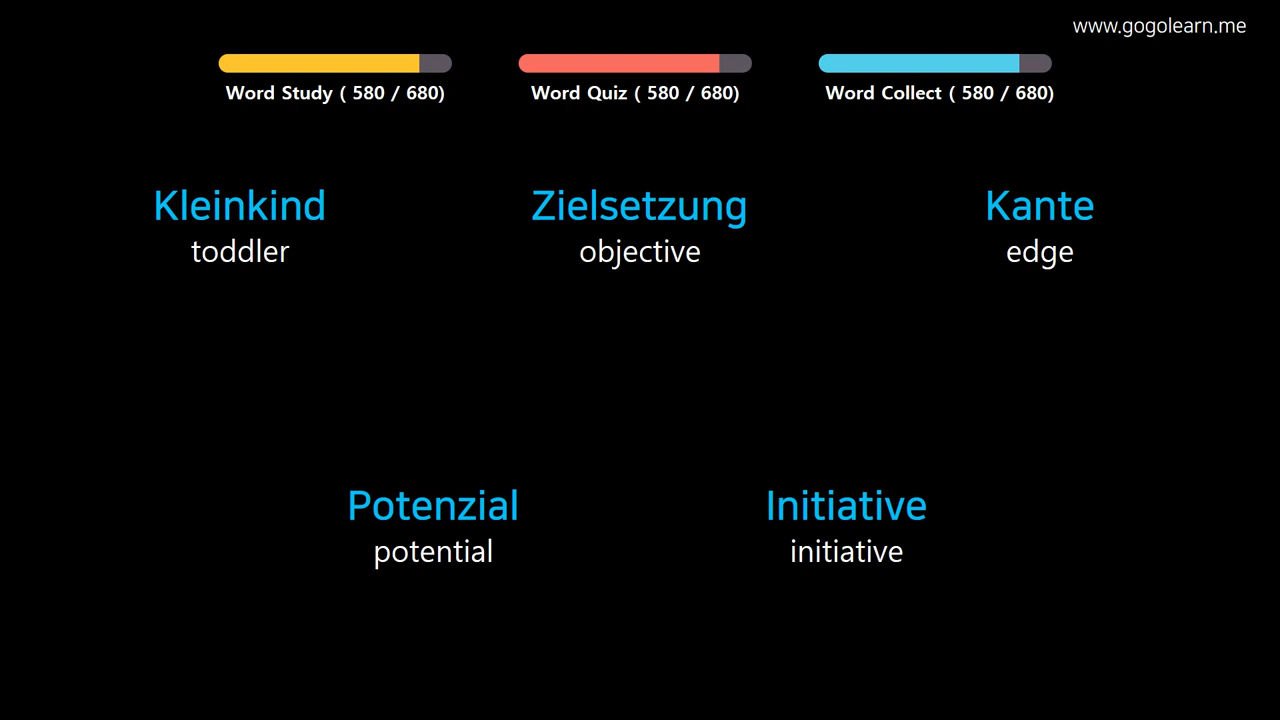 www.gogolearn.me
Word Study ( 580 / 680)
Word Quiz ( 580 / 680)
Word Collect ( 580 / 680)
Kleinkind
toddler
Zielsetzung
objective
Kante
edge
Potenzial
potential
Initiative
initiative